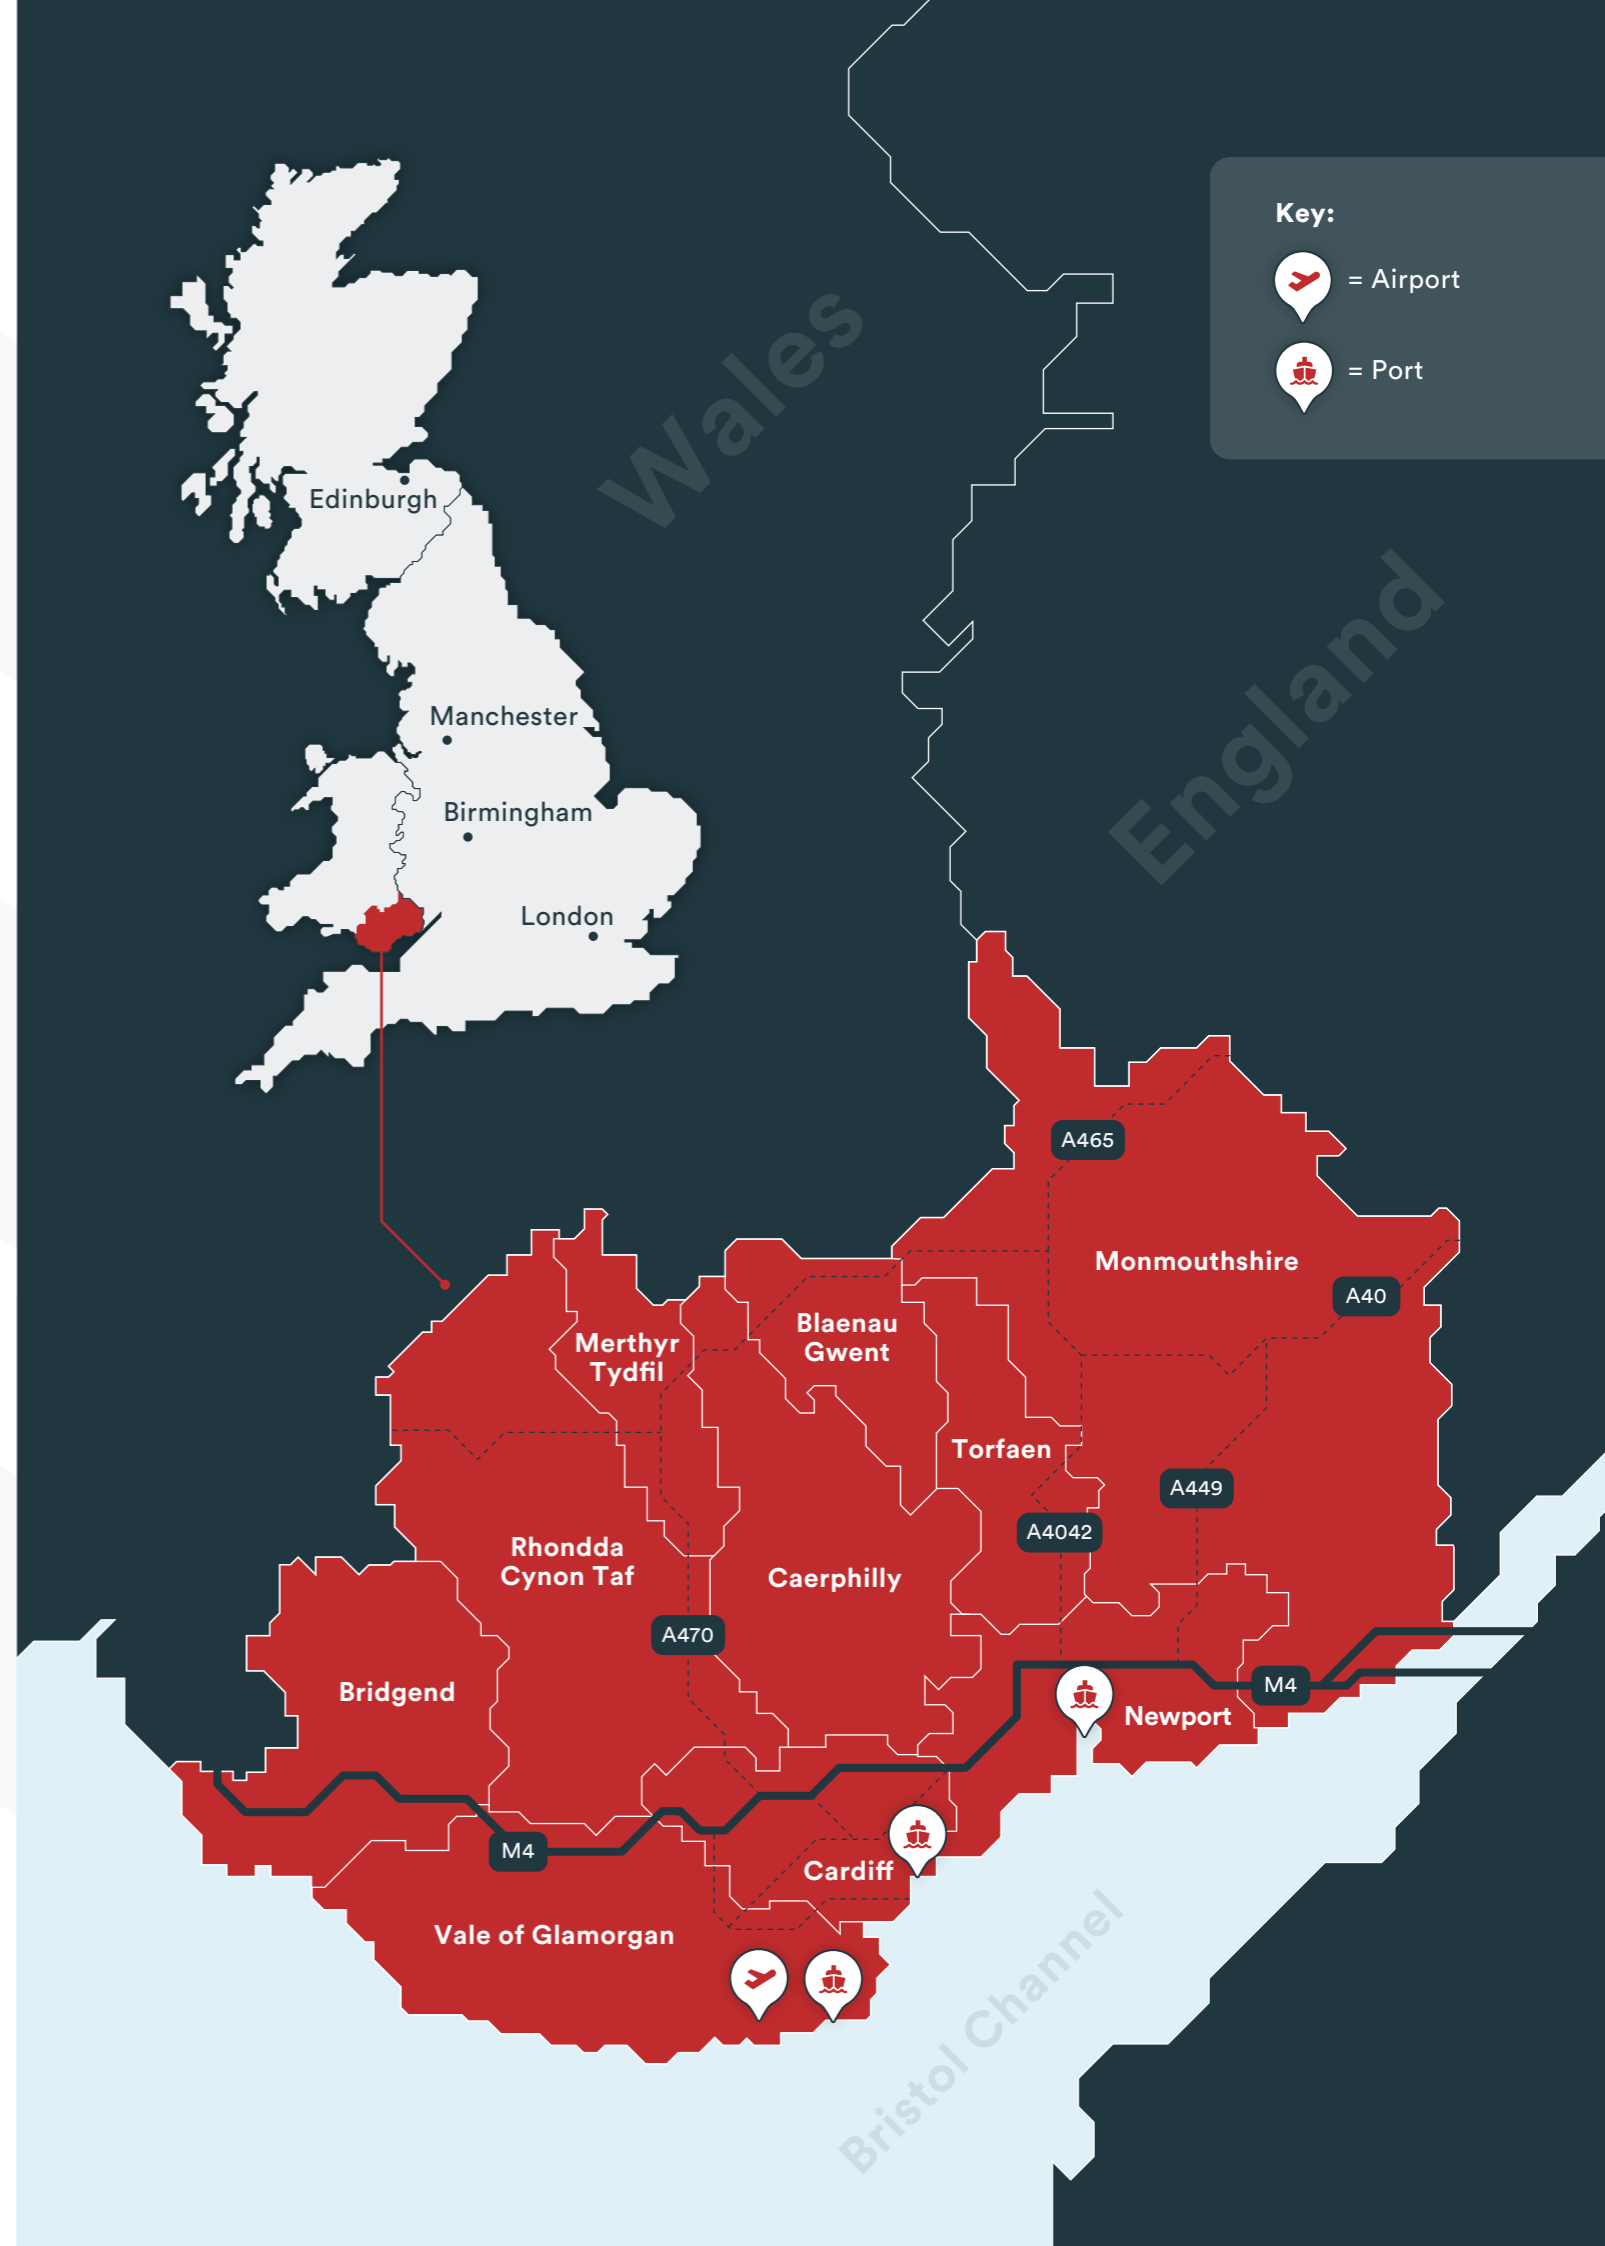 Key:
= Airport
= Port
Wales
England
Edinburgh
Manchester
Birmingham
London
A465
Monmouthshire
A40
Merthyr
Tydfil
Blaenau
Gwent
Torfaen
A449
A4042
Rhondda
Cynon Taf
Caerphilly
A470
Bridgend
M4
Newport
M4
Cardiff
Vale of Glamorgan
Bristol Channel